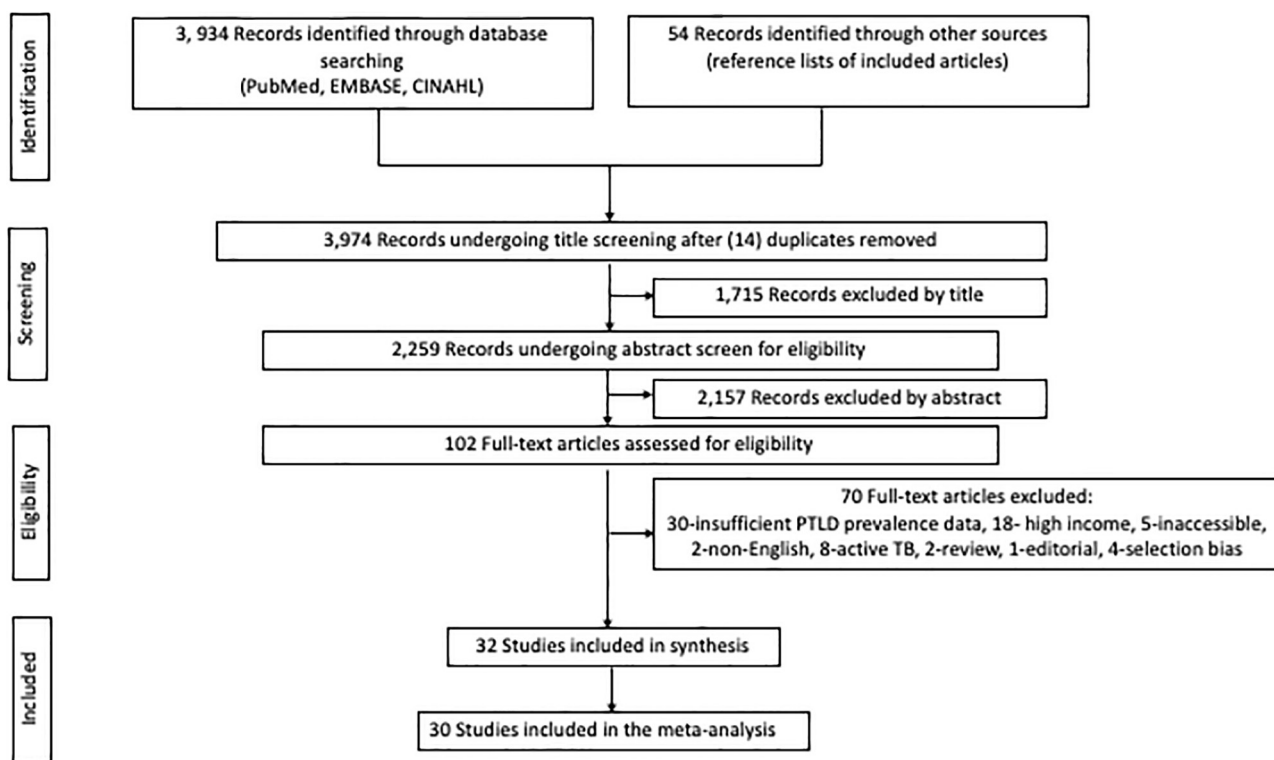 Identification
3, 934 Records identified through database
searching
(PubMed, EMBASE, CINAHL)
54 Records identified through other sources
(reference lists of included articles)
Screening
3,974 Records undergoing title screening after (14) duplicates removed
1,715 Records excluded by title
2,259 Records undergoing abstract screen for eligibility
2,157 Records excluded by abstract
Eligibility
102 Full-text articles assessed for eligibility
70 Full-text articles excluded:
30-insufficient PTLD prevalence data, 18- high income, 5-inaccessible,
2-non-English, 8-active TB, 2-review, 1-editorial, 4-selection bias
Included
32 Studies included in synthesis
30 Studies included in the meta-analysis